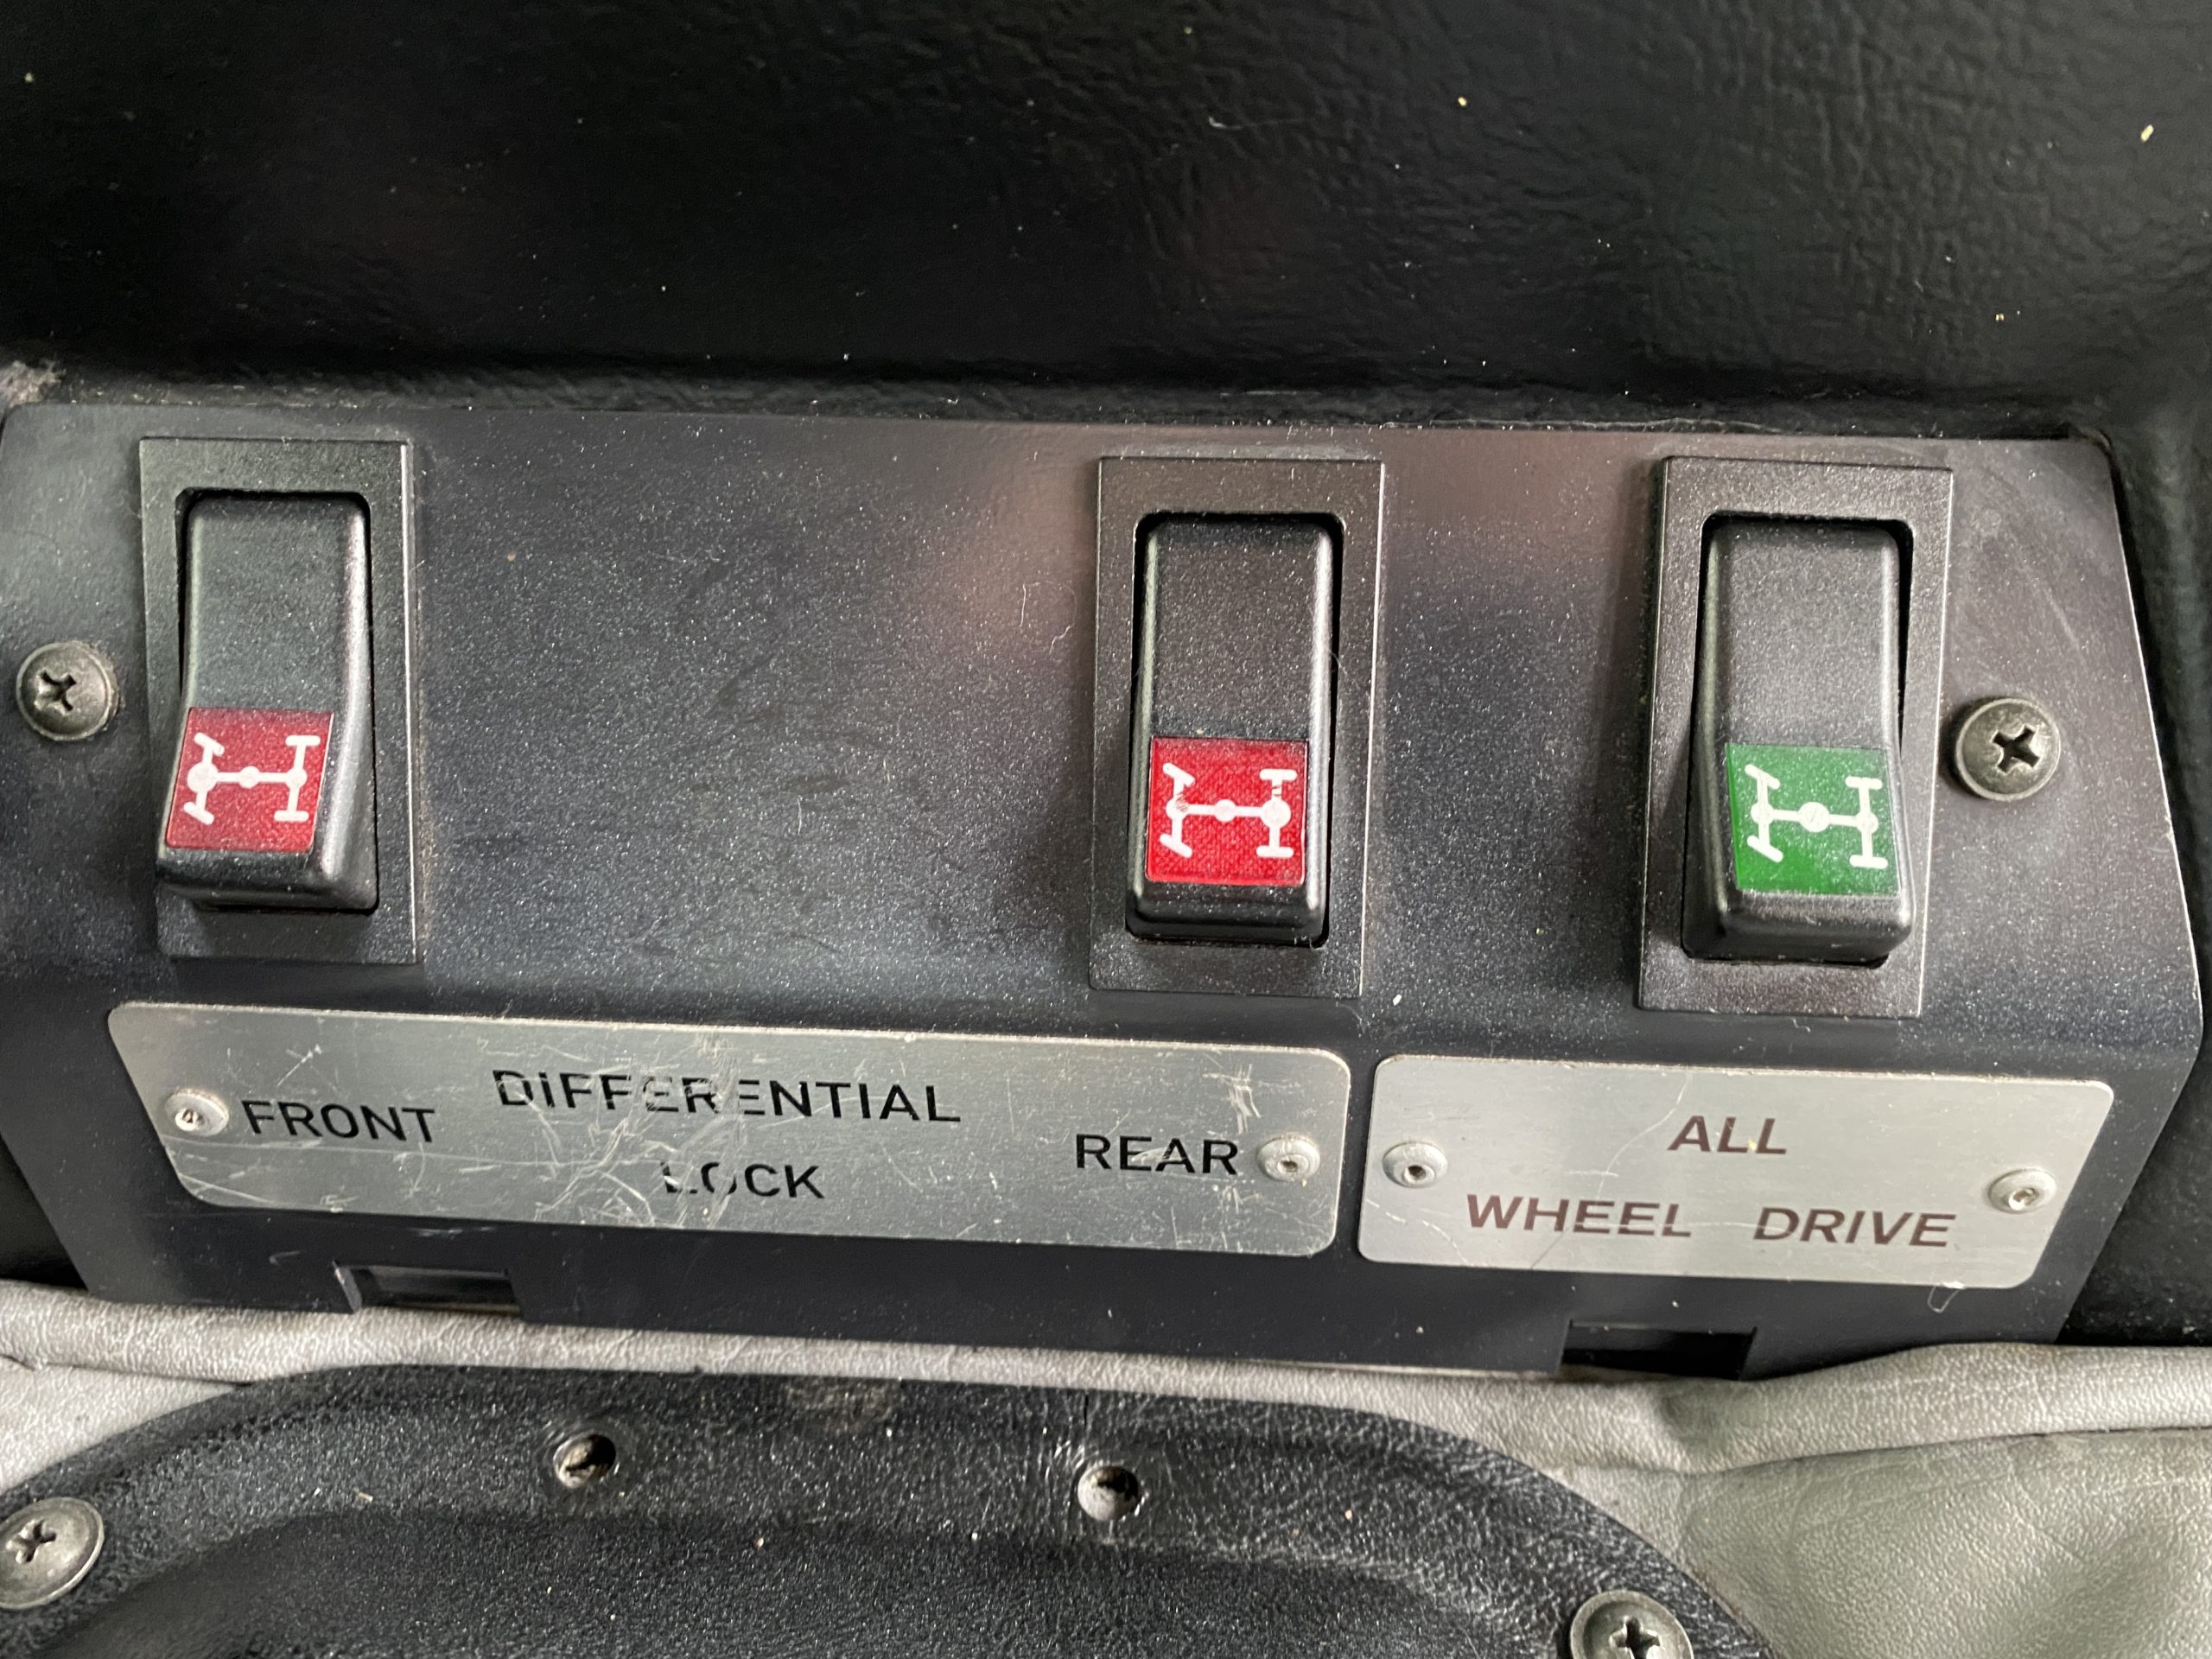 FRONT
DIFFERENTIAL
LOCK
REAR
ALL
WHEEL DRIVE